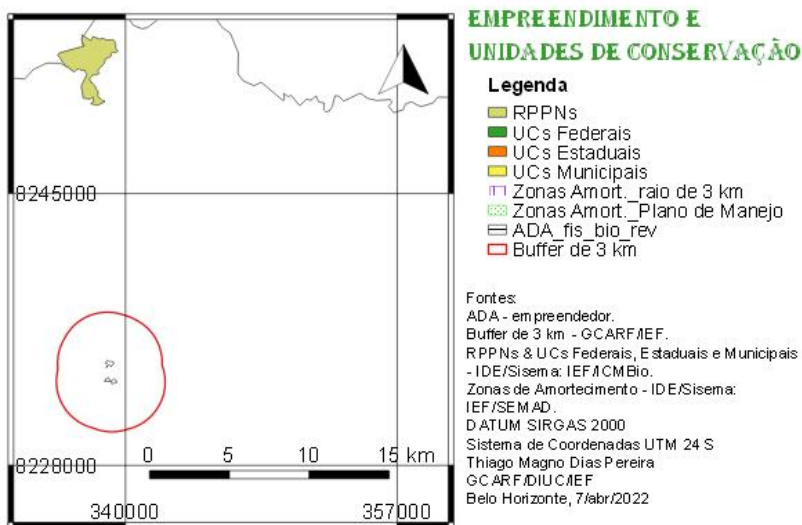 EMPREENDIMENTO E
UNIDADES DE CONSERVAÇÃO
Legenda
RPPNs
UCs Federais
UCs Estaduais
UCs Municipais
Zonas Amort._raio de 3 km
Zonas Amort._Plano de Manejo
ADA_fis_bio_rev
Buffer de 3 km
Fontes:
ADA - empreendedor.
Buffer de 3 km - GCARF/IEF.
RPPNs & UCs Federais, Estaduais e Municipais
- IDE/Sisema: IEF/ICMBio.
Zonas de Amortecimento - IDE/Sisema:
IEF/SEMAD.
DATUM SIRGAS 2000
Sistema de Coordenadas UTM 24 S
Thiago Magno Dias Pereira
GCARF/DIUC/IEF
Belo Horizonte, 7/abr/2022
8245000
0 5 10 15 km
8228000
340000 357000